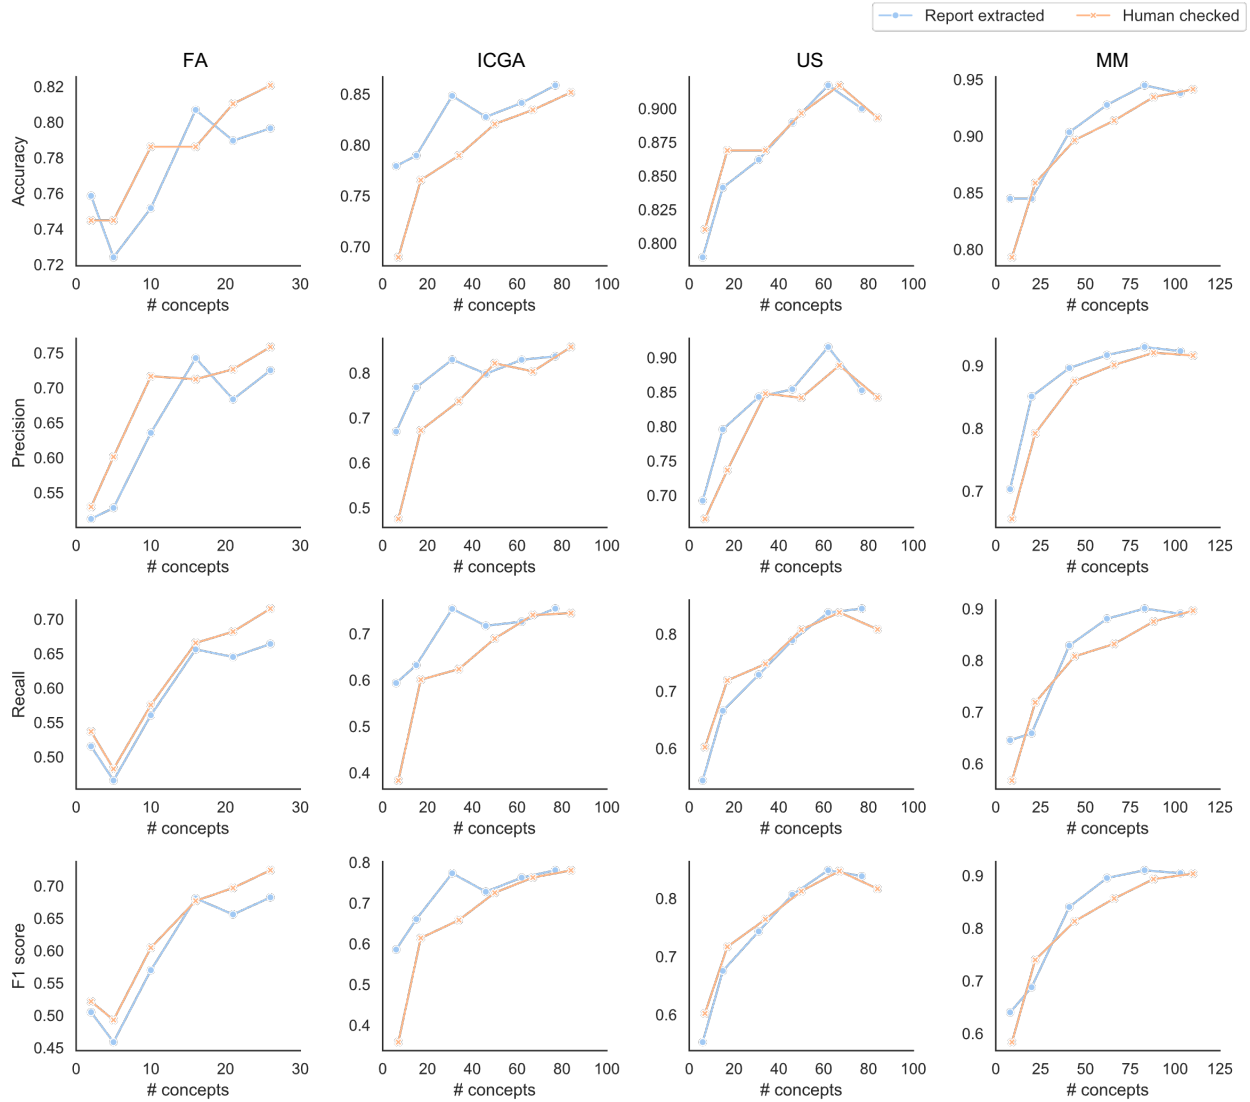 Report extracted Human checked
FA ICGA US MM
Accuracy
0.82
0.80
0.78
0.76
0.74
0.72
0 10 20 30
# concepts
0.85
0.80
0.75
0.70
0 20 40 60 80 100
# concepts
0.900
0.875
0.850
0.825
0.800
0 20 40 60 80 100
# concepts
0.95
0.90
0.85
0.80
0 25 50 75 100 125
# concepts
Precision
0.75
0.70
0.65
0.60
0.55
0 10 20 30
# concepts
0.8
0.7
0.6
0.5
0 20 40 60 80 100
# concepts
0.90
0.85
0.80
0.75
0.70
0 20 40 60 80 100
# concepts
0.9
0.8
0.7
0 25 50 75 100 125
# concepts
Recall
0.70
0.65
0.60
0.55
0.50
0 10 20 30
# concepts
0.7
0.6
0.5
0.4
0 20 40 60 80 100
# concepts
0.8
0.7
0.6
0 20 40 60 80 100
# concepts
0.9
0.8
0.7
0.6
0 25 50 75 100 125
# concepts
F1 score
0.70
0.65
0.60
0.55
0.50
0.45
0 10 20 30
# concepts
0.8
0.7
0.6
0.5
0.4
0 20 40 60 80 100
# concepts
0.8
0.7
0.6
0 20 40 60 80 100
# concepts
0.9
0.8
0.7
0.6
0 25 50 75 100 125
# concepts